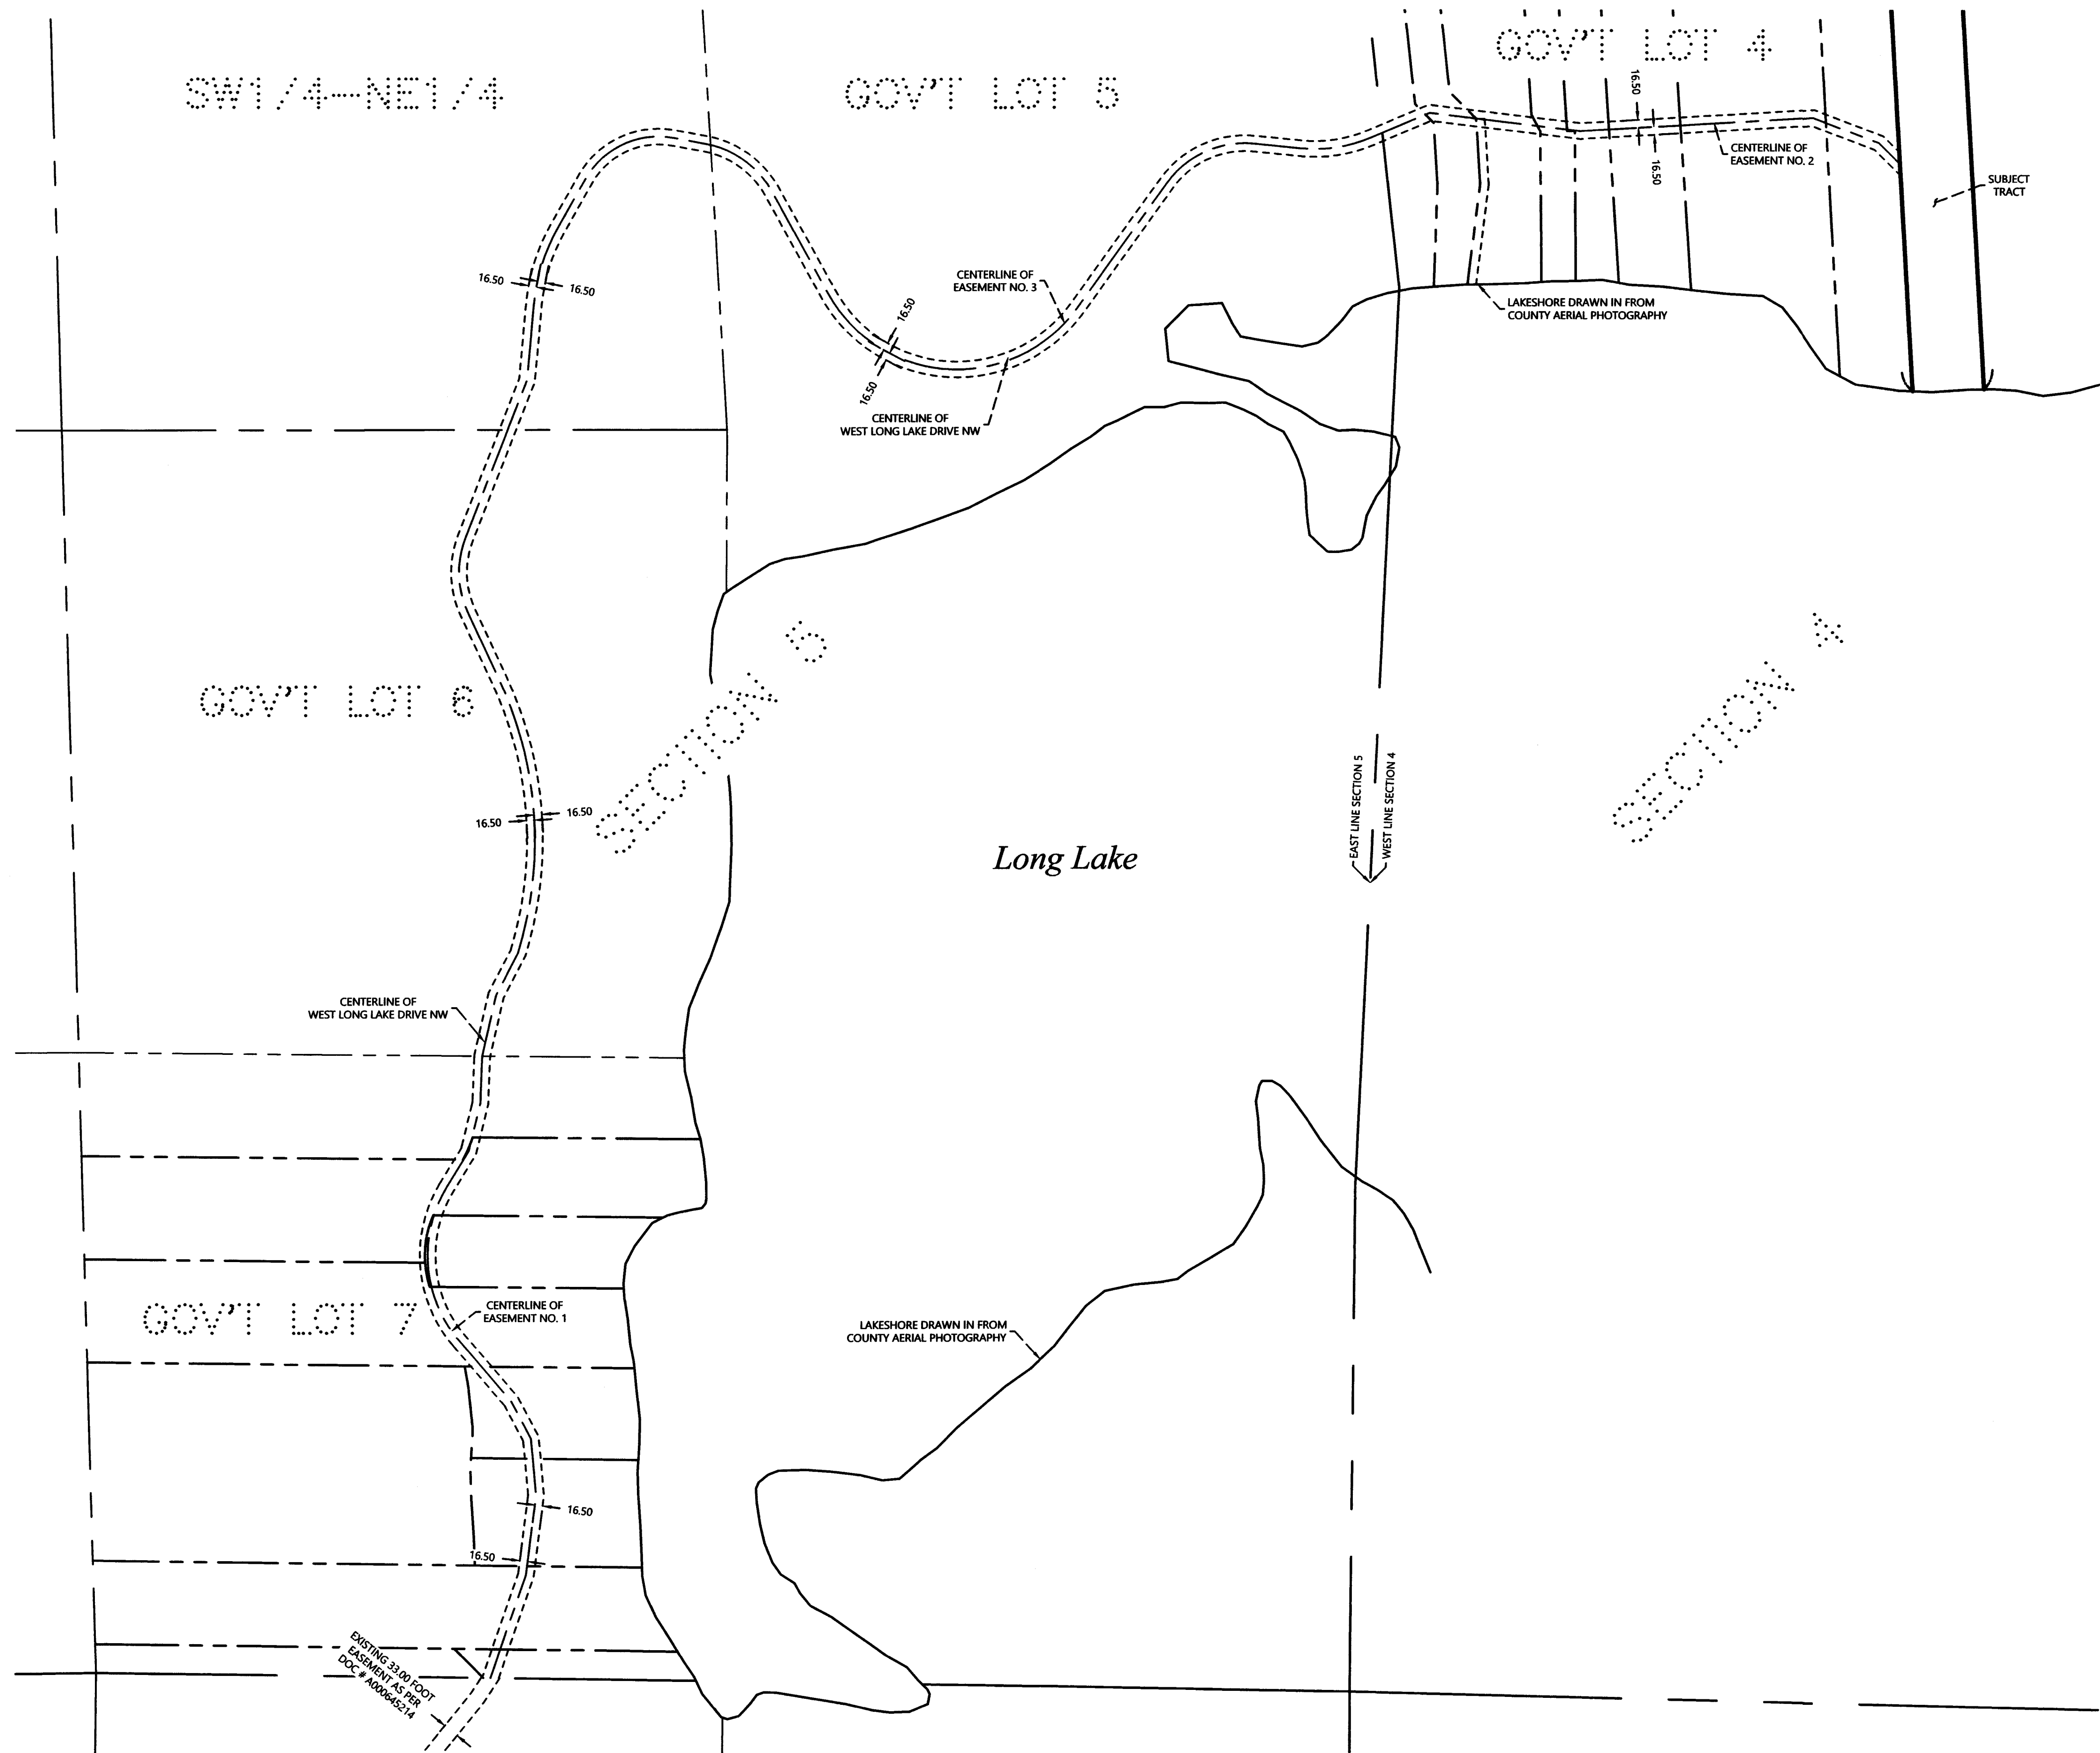 SW1/4—NE1/4
GOV'T LOT 5
GOV'T LOT 4
16.50
16.50
CENTERLINE OF
EASEMENT NO. 2
SUBJECT
TRACT
16.50
16.50
CENTERLINE OF
EASEMENT NO. 3
16.50
16.50
LAKESHORE DRAWN IN FROM
COUNTY AERIAL PHOTOGRAPHY
CENTERLINE OF
WEST LONG LAKE DRIVE NW
GOV'T LOT 6
SECTION 5
SECTION 4
16.50
16.50
EAST LINE SECTION 5
WEST LINE SECTION 4
Long Lake
CENTERLINE OF
WEST LONG LAKE DRIVE NW
GOV'T LOT 7
CENTERLINE OF
EASEMENT NO. 1
LAKESHORE DRAWN IN FROM
COUNTY AERIAL PHOTOGRAPHY
16.50
16.50
EXISTING 33.00 FOOT
EASEMENT AS PER
DOC # A000645214